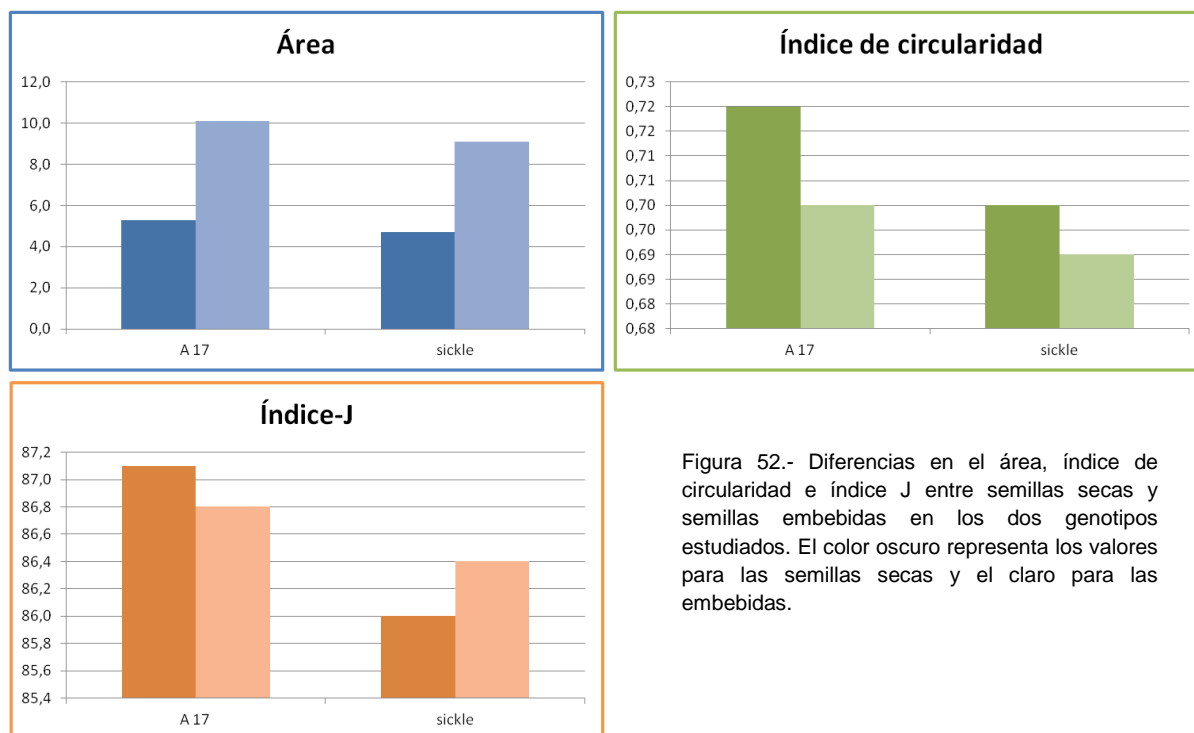 Área
12,0
10,0
8,0
6,0
4,0
2,0
0,0
A 17
sickle
Índice de circularidad
0,73
0,72
0,72
0,71
0,71
0,70
0,70
0,69
0,69
0,68
0,68
A 17
sickle
Índice-J
87,2
87,0
86,8
86,6
86,4
86,2
86,0
85,8
85,6
85,4
A 17
sickle
Figura 52.- Diferencias en el área, índice de
circularidad e índice J entre semillas secas y
semillas embebidas en los dos genotipos
estudiados. El color oscuro representa los valores
para las semillas secas y el claro para las
embebidas.